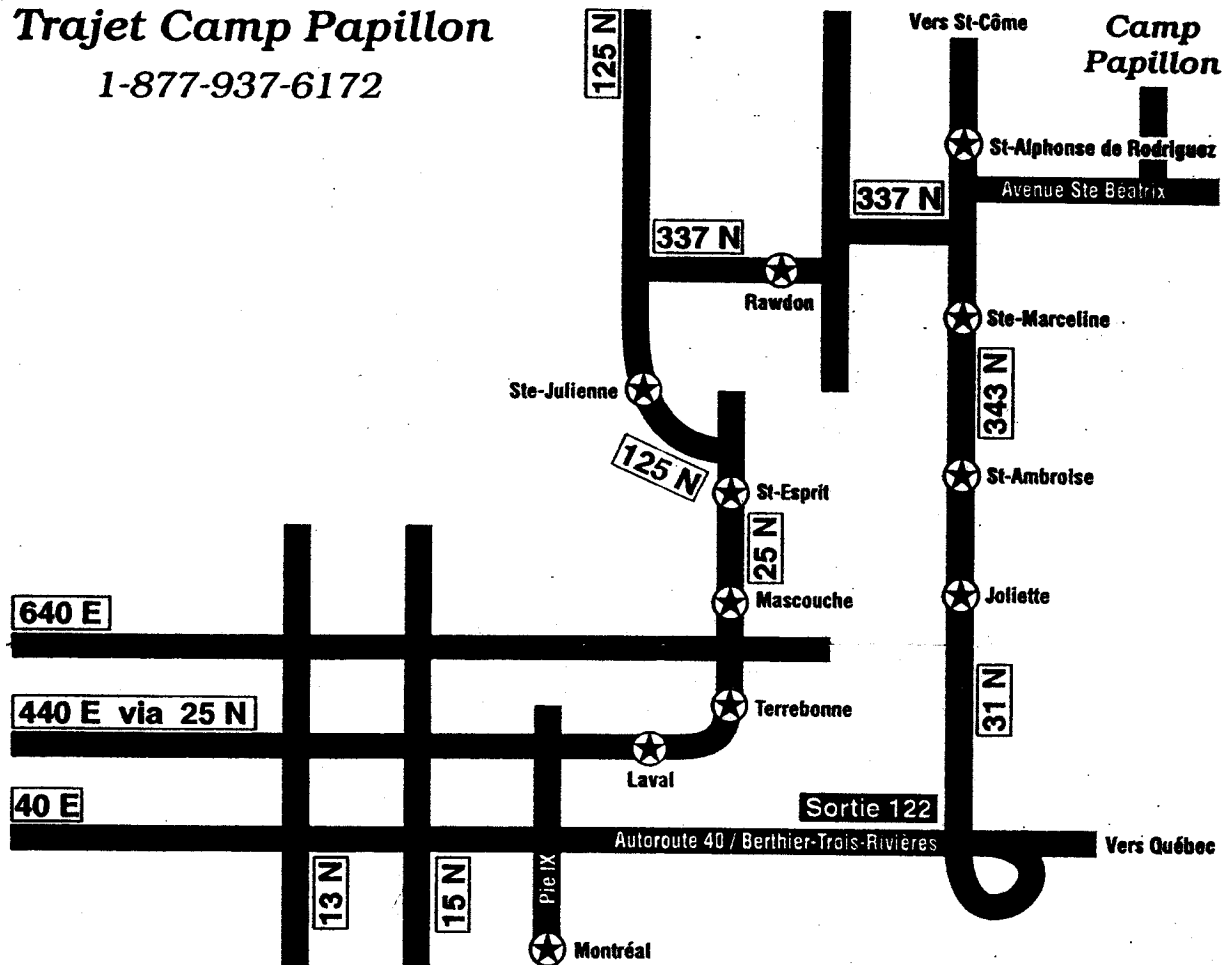 Trajet Camp Papillon
1-877-937-6172
125 N
Vers St-Côme
Camp
Papillon
St-Alphonse de Rodriguez
Avenue Ste Béatrix
337 N
337 N
Rawdon
Ste-Marceline
343 N
Ste-Julienne
125 N
St-Esprit
St-Ambroise
25 N
Mascouche
Joliette
640 E
440 E via 25 N
Terrebonne
31 N
Laval
40 E
Sortie 122
Autoroute 40 / Berthier-Trois-Rivières
Vers Québec
13 N
15 N
Pie IX
Montréal